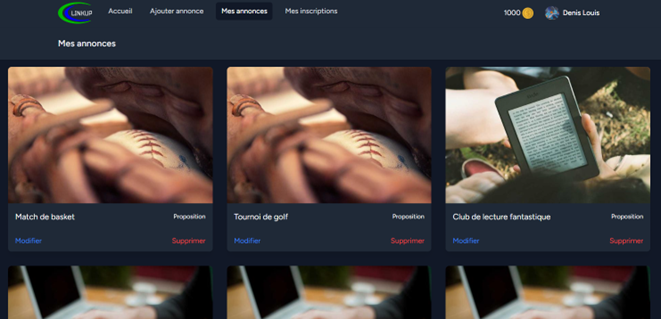 LINKUP Accueil Ajouter annonce Mes annonces Mes inscriptions 1000 Denis Louis
Mes annonces
Match de basket Proposition Tournoi de golf Proposition Club de lecture fantastique Proposition
Modifier Supprimer Modifier Supprimer Modifier Supprimer